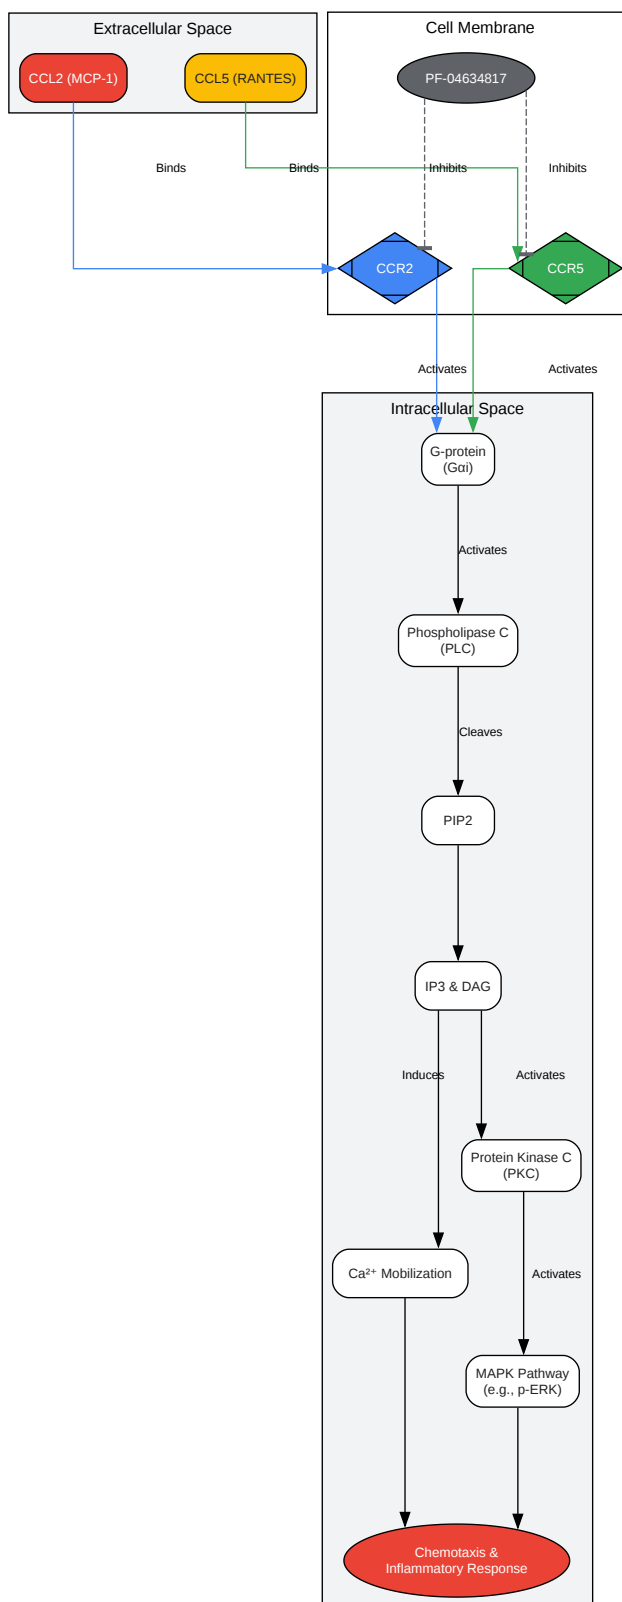 Extracellular Space
Cell Membrane
CCL2 (MCP-1)
CCL5 (RANTES)
PF-04634817
Binds
Binds
Inhibits
Inhibits
CCR2
CCR5
Activates
Activates
Intracellular Space
G-protein
(Gαi)
Activates
Phospholipase C
(PLC)
Cleaves
PIP2
IP3 & DAG
Induces
Activates
Protein Kinase C
(PKC)
Ca²⁺ Mobilization
Activates
MAPK Pathway
(e.g., p-ERK)
Chemotaxis &
Inflammatory Response